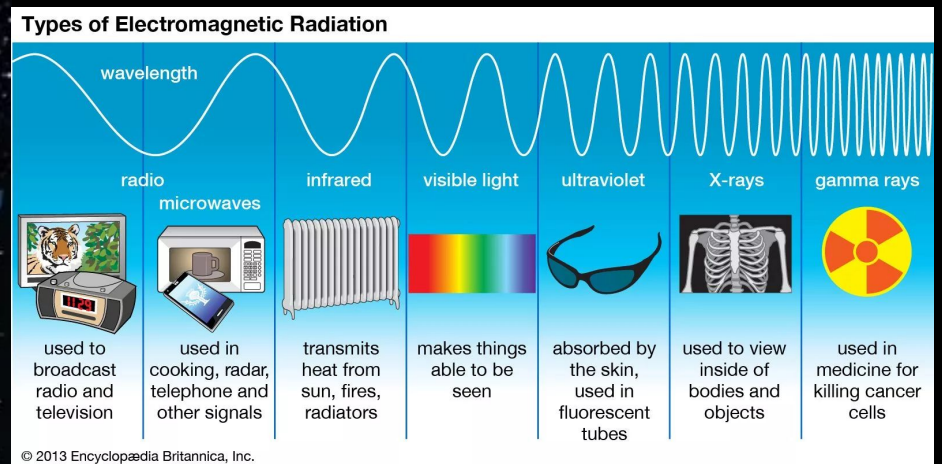 Types of Electromagnetic Radiation
wavelength
radio
microwaves
infrared
visible light
ultraviolet
X-rays
gamma rays
11:29
used to
broadcast
radio and
television
used in
cooking, radar,
telephone and
other signals
transmits
heat from
sun, fires,
radiators
makes things
able to be
seen
absorbed by
the skin,
used in
fluorescent
tubes
used to view
inside of
bodies and
objects
used in
medicine for
killing cancer
cells
© 2013 Encyclopædia Britannica, Inc.